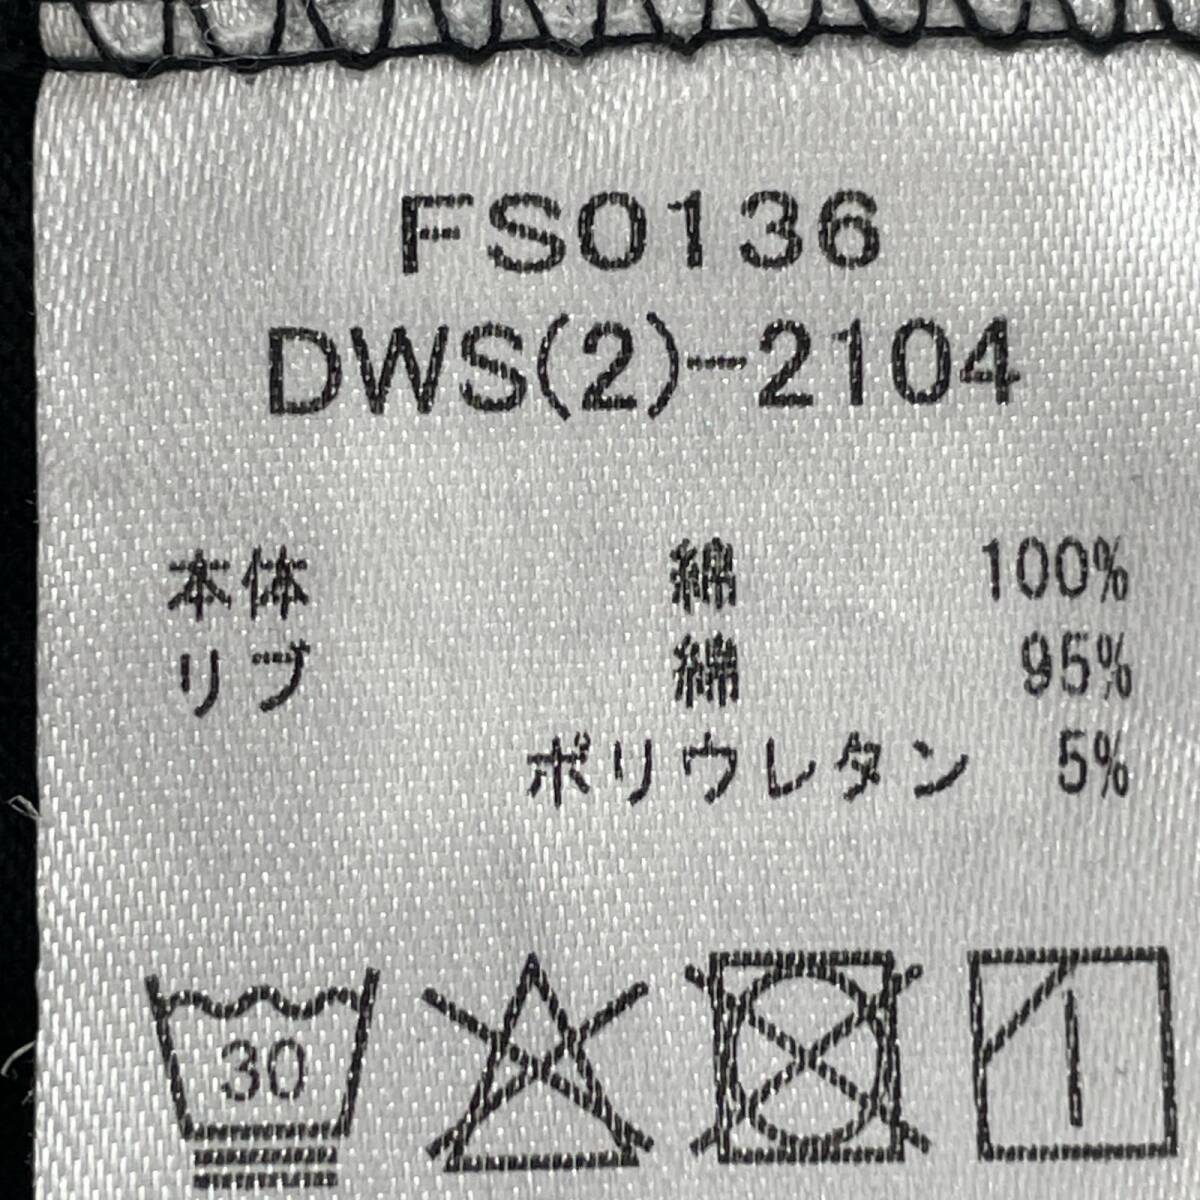 FS0136
DWS(2)-2104
本体 綿 100%
リブ 綿 95%
ポリウレタン 5%
30